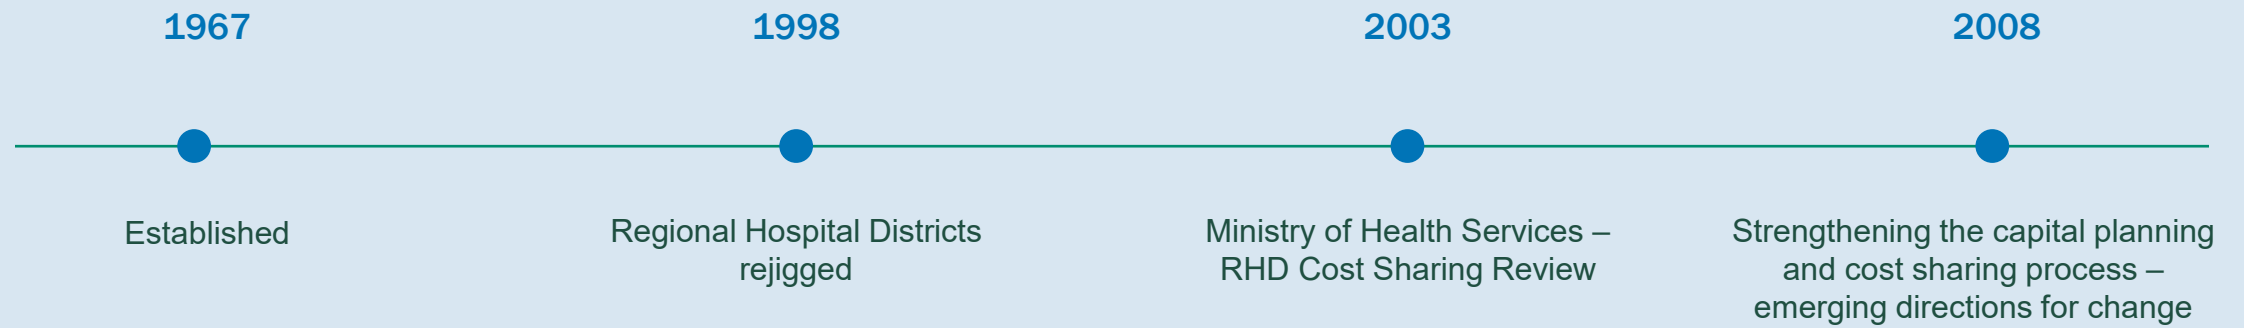 1967
1998
2003
2008
Established
Regional Hospital Districts
rejigged
Ministry of Health Services –
RHD Cost Sharing Review
Strengthening the capital planning
and cost sharing process –
emerging directions for change